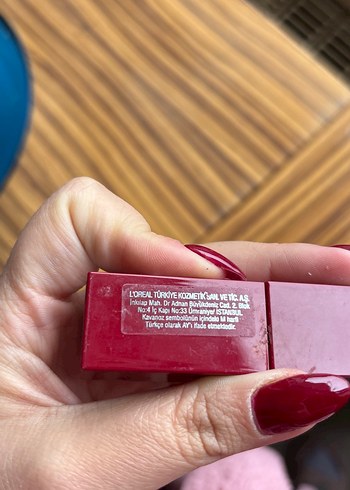 L'OREAL TÜRKİYE KOZMETİK SAN. VE TİC. A.Ş.
İnkılap Mah. Dr Adnan Büyükdeniz Cad. 2. Blok
No:4 İç Kapı No:33 Ümraniye/ İSTANBUL
Kavanoz sembolünün içindeki M harfi
Türkçe olarak AY'ı ifade etmektedir.